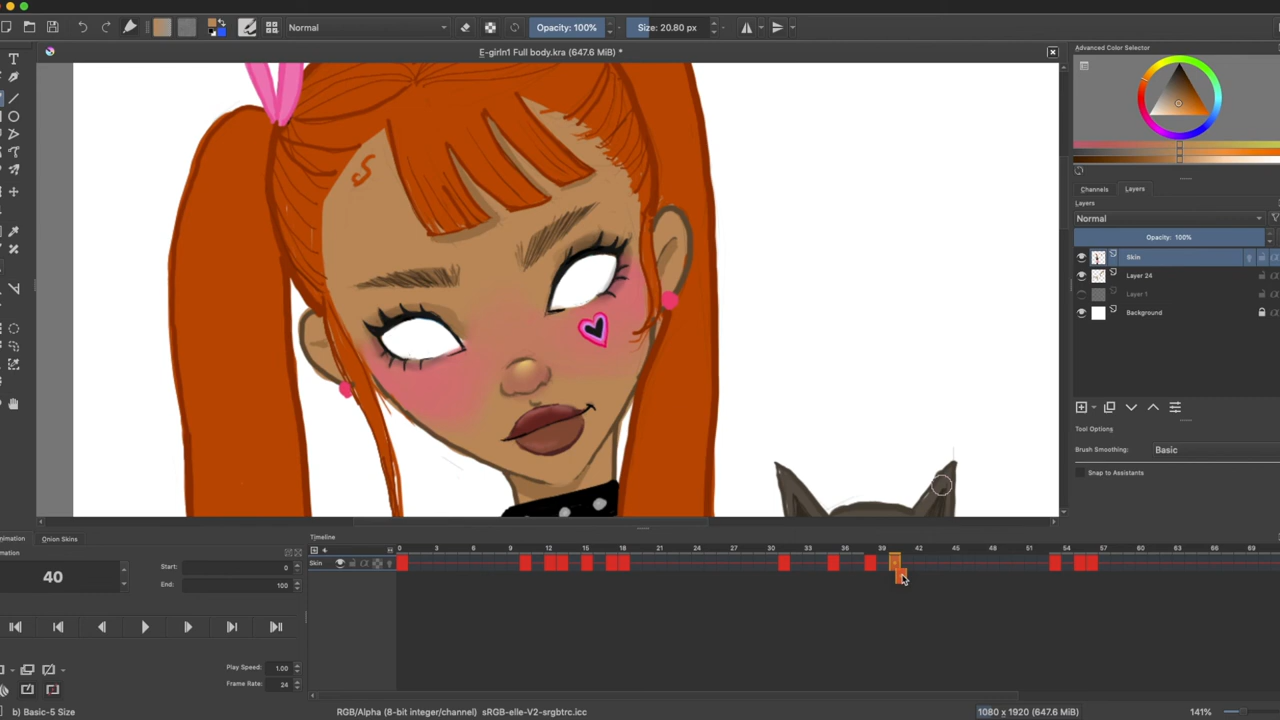 Normal
Opacity: 100%
Size: 20.80 px
E-girln1 Full body.kra (647.6 MiB) *
Advanced Color Selector
Channels
Layers
Layers
Normal
Opacity: 100%
Skin
Layer 24
Layer 1
Background
Tool Options
Brush Smoothing:
Basic
Snap to Assistants
nimation
Onion Skins
mation
40
Start:
0
End:
100
Play Speed:
1.00
Frame Rate:
24
Timeline
0 3 6 9 12 15 18 21 24 27 30 33 36 39 42 45 48 51 54 57 60 63 66 69
Skin
b) Basic-5 Size
RGB/Alpha (8-bit integer/channel) sRGB-elle-V2-srgbtrc.icc
1080 x 1920 (647.6 MiB)
141%